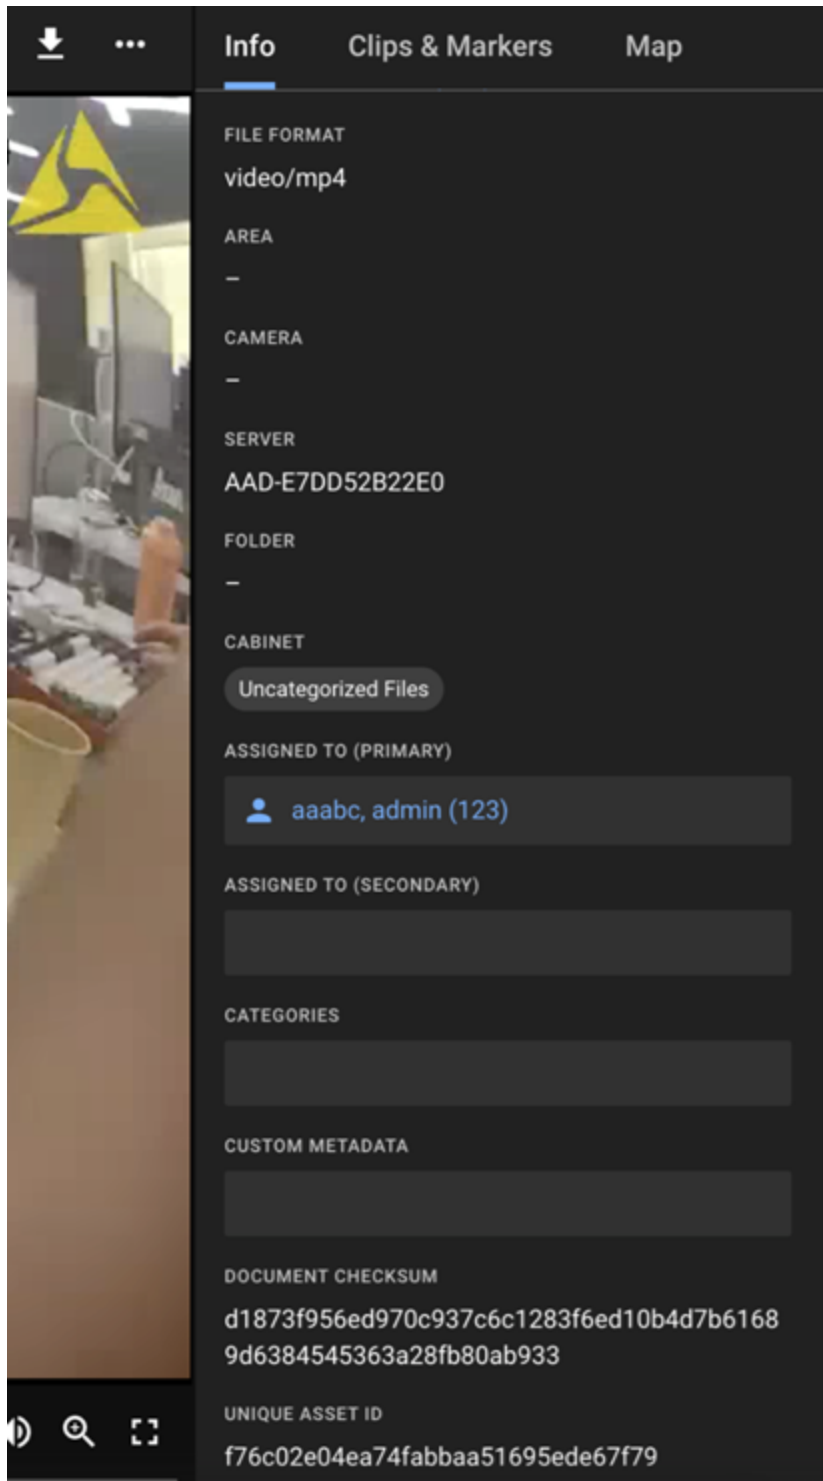 Info
Clips & Markers
Map
FILE FORMAT
video/mp4
AREA
–
CAMERA
–
SERVER
AAD-E7DD52B22E0
FOLDER
–
CABINET
Uncategorized Files
ASSIGNED TO (PRIMARY)
aaabc, admin (123)
ASSIGNED TO (SECONDARY)
CATEGORIES
CUSTOM METADATA
DOCUMENT CHECKSUM
d1873f956ed970c937c6c1283f6ed10b4d7b6168
9d6384545363a28fb80ab933
UNIQUE ASSET ID
f76c02e04ea74fabbaa51695ede67f79